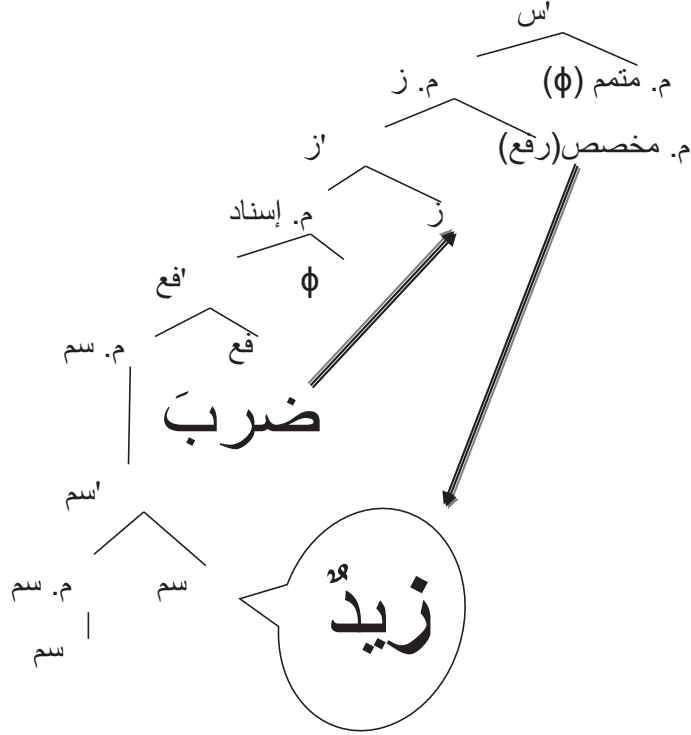 س'
م. متمم (ф)
م. ز
م. مخصص(رفع)
ز'
ز
م. إسناد
ф
فع'
فع
م. سم
ضربَ
سم'
سم
م. سم
سم
زيدٌ